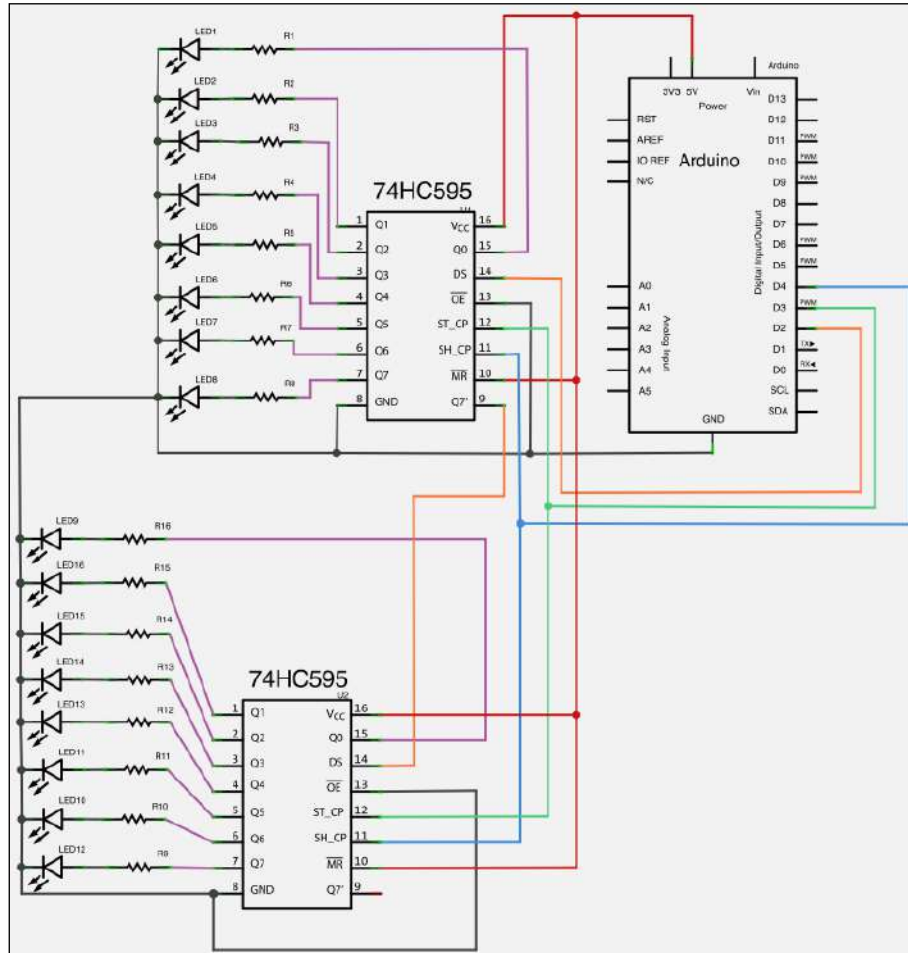 LED1
R1
LED2
R2
LED3
R3
LED4
R4
LED5
R5
LED6
R6
LED7
R7
LED8
R8
74HC595
U1
1 Q1 VCC 16
2 Q2 Q0 15
3 Q3 DS 14
4 Q4 OE 13
5 Q5 ST_CP 12
6 Q6 SH_CP 11
7 Q7 MR 10
8 GND Q7' 9
Arduino
3V3 5V Vin
Power
RST
AREF
IO REF
N/C
Arduino
A0
A1
A2
A3
A4
A5
Analog Input
Digital Input/Output
D13
D12
D11 PWM
D10 PWM
D9 PWM
D8
D7
D6 PWM
D5 PWM
D4
D3 PWM
D2
D1 TX▶
D0 RX◀
SCL
SDA
GND
LED9
R16
LED16
R15
LED15
R14
LED14
R13
LED13
R12
LED11
R11
LED10
R10
LED12
R9
74HC595
U2
1 Q1 VCC 16
2 Q2 Q0 15
3 Q3 DS 14
4 Q4 OE 13
5 Q5 ST_CP 12
6 Q6 SH_CP 11
7 Q7 MR 10
8 GND Q7' 9